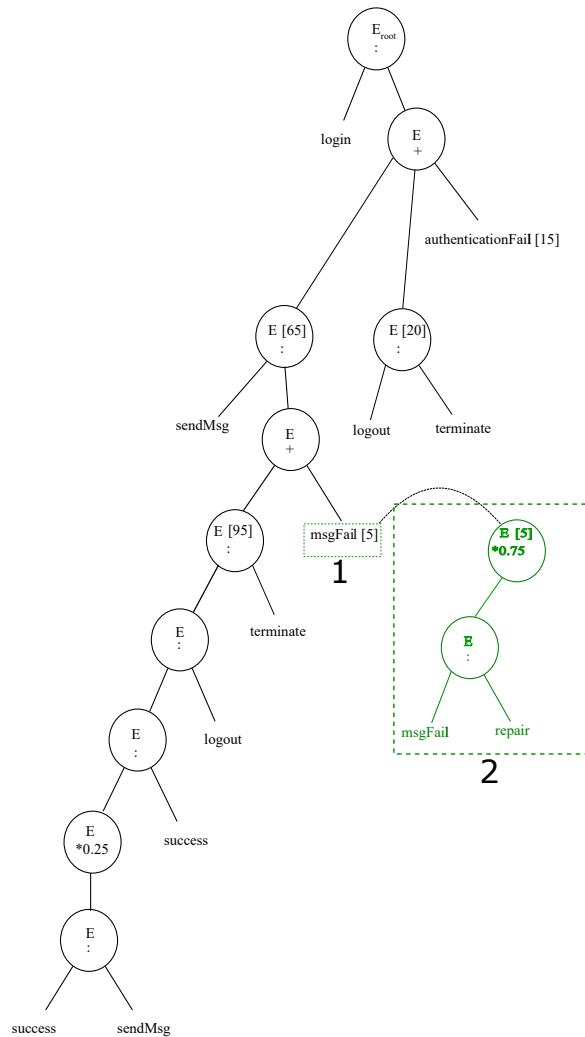 E root
:
login
E
+
authenticationFail [15]
E [65]
:
E [20]
:
sendMsg
logout
terminate
E
+
E [95]
:
msgFail [5]
E [5]
*0.75
1
E
:
terminate
E
:
msgFail
repair
logout
E
:
2
success
E
*0.25
E
:
success
sendMsg